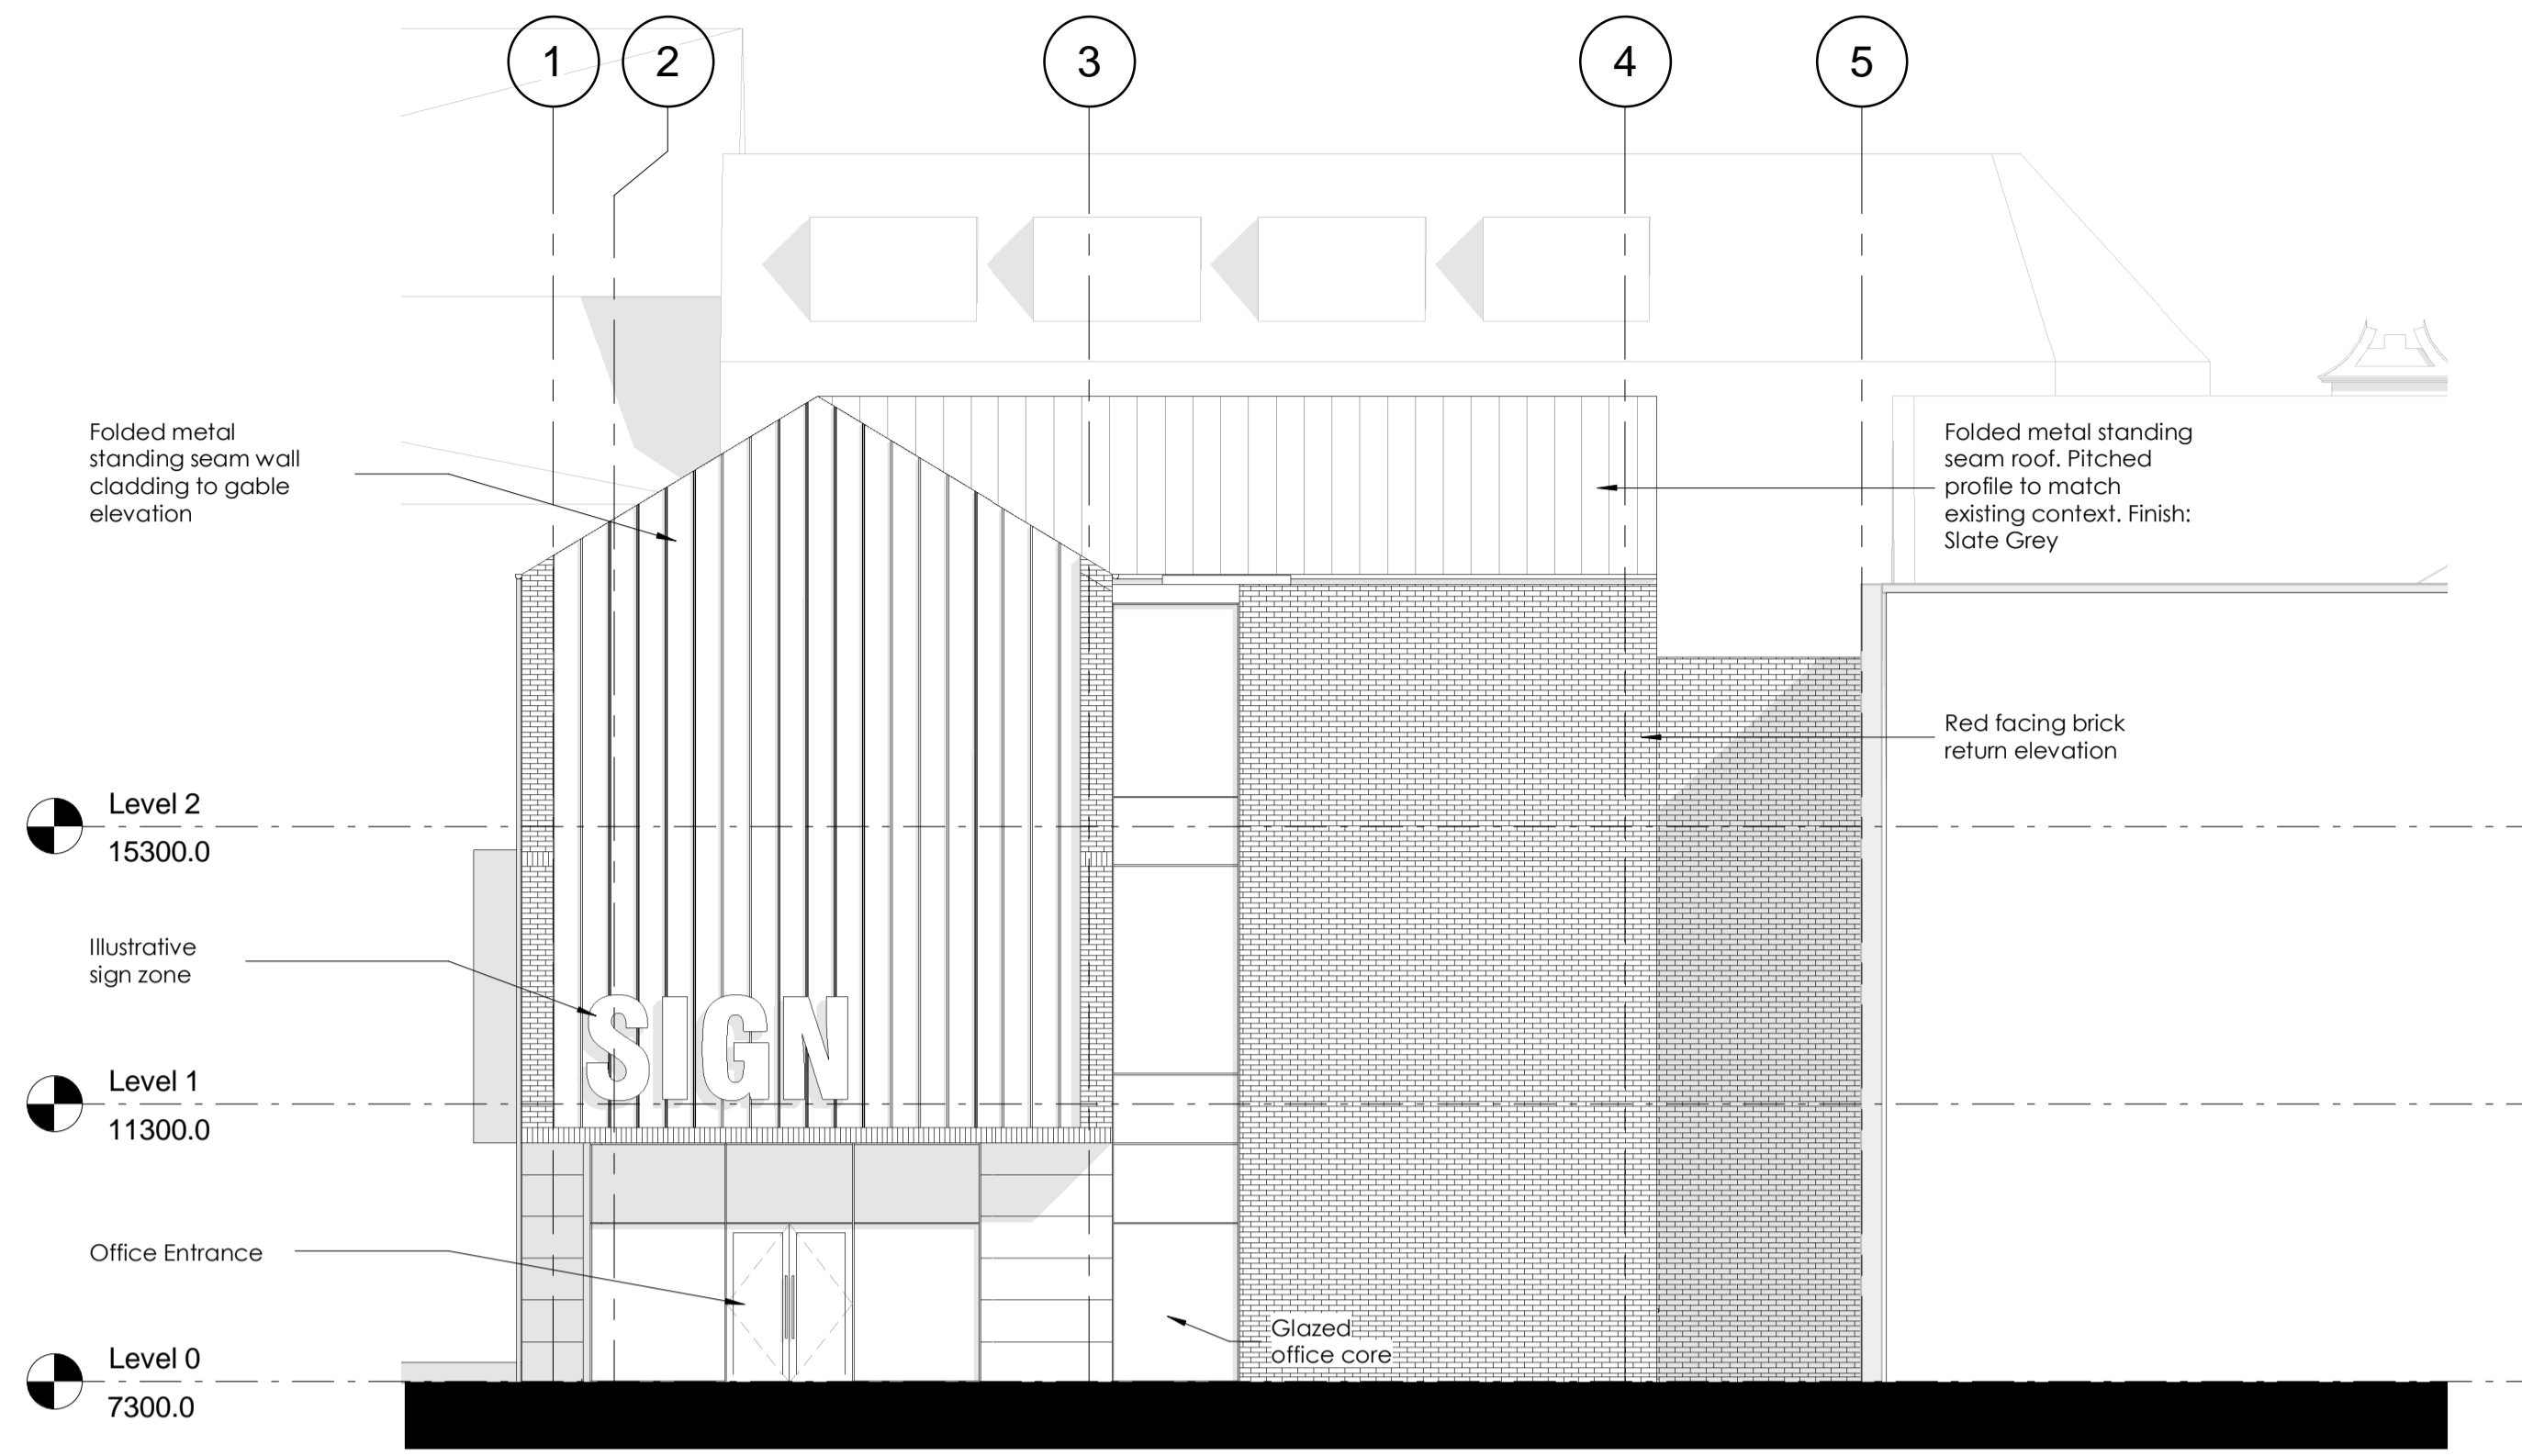 1
2
3
4
5
Folded metal
standing seam wall
cladding to gable
elevation
Folded metal standing
seam roof. Pitched
profile to match
existing context. Finish:
Slate Grey
Red facing brick
return elevation
Level 2
15300.0
Illustrative
sign zone
SIGN
Level 1
11300.0
Office Entrance
Glazed
office core
Level 0
7300.0